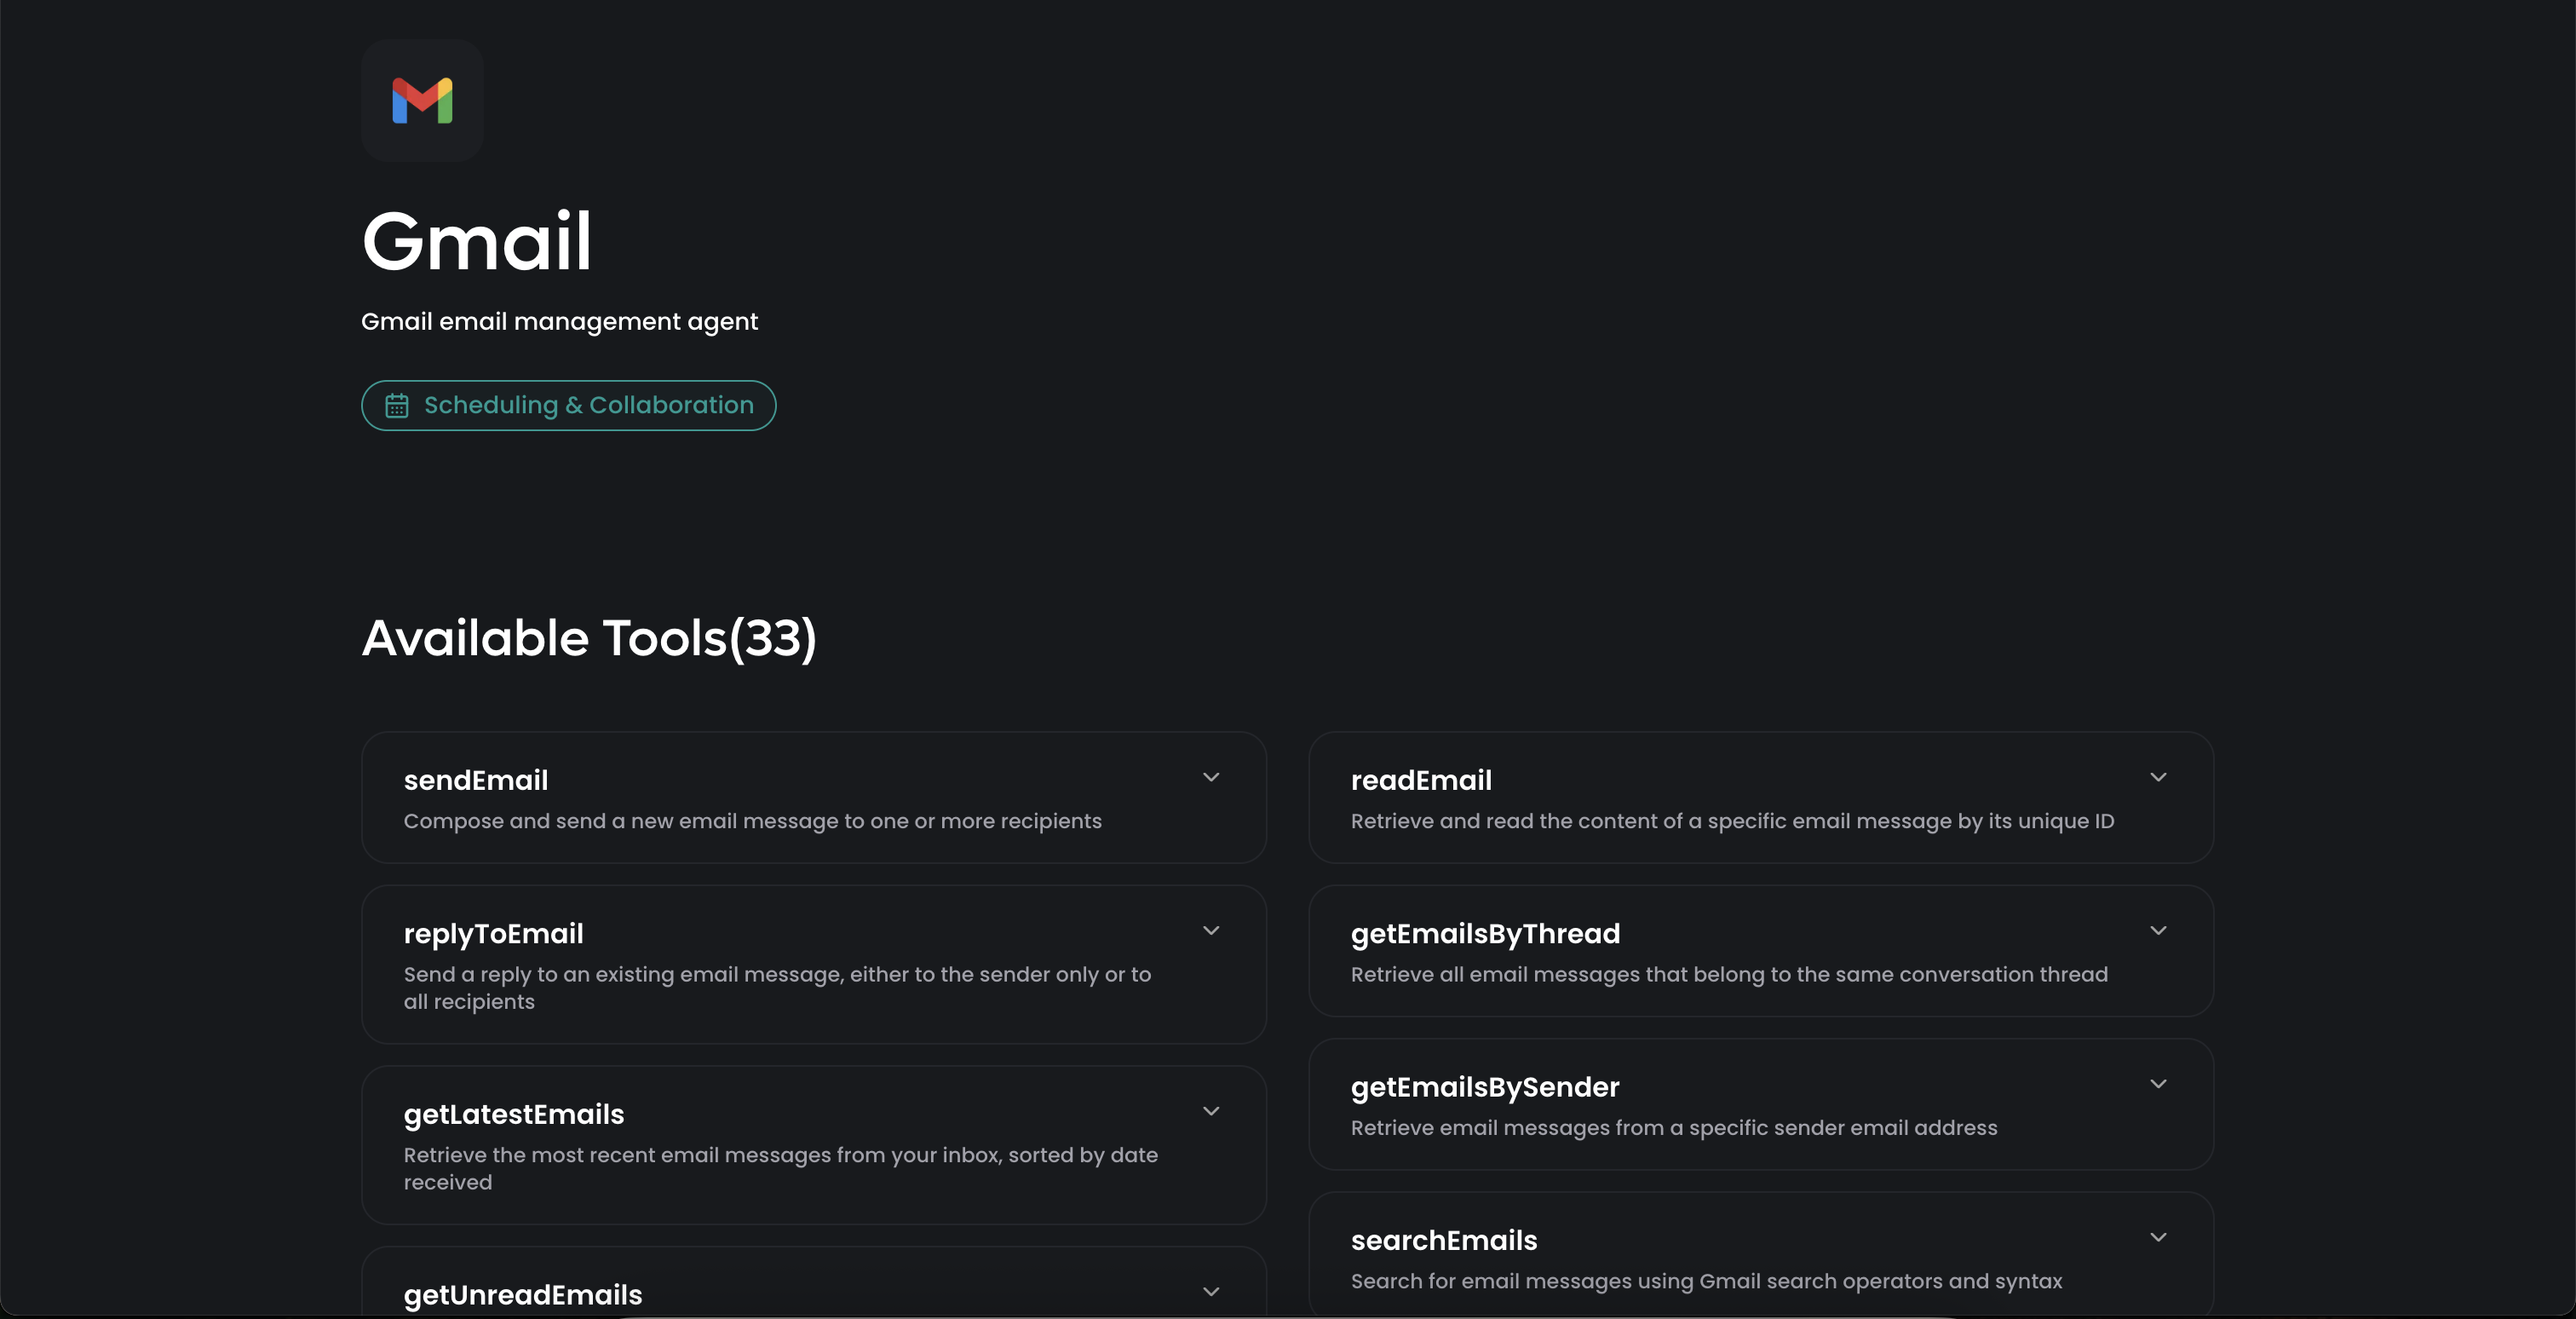 Gmail
Gmail email management agent
Scheduling & Collaboration
Available Tools(33)
sendEmail
Compose and send a new email message to one or more recipients
readEmail
Retrieve and read the content of a specific email message by its unique ID
replyToEmail
Send a reply to an existing email message, either to the sender only or to
all recipients
getEmailsByThread
Retrieve all email messages that belong to the same conversation thread
getLatestEmails
Retrieve the most recent email messages from your inbox, sorted by date
received
getEmailsBySender
Retrieve email messages from a specific sender email address
getUnreadEmails
searchEmails
Search for email messages using Gmail search operators and syntax